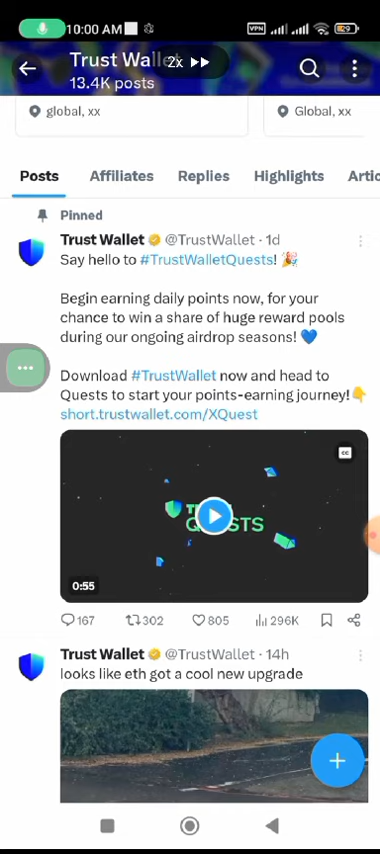 10:00 AM
VPN
Trust Wal
2x
13.4K posts
global, xx
Global, xx
Posts
Affiliates
Replies
Highlights
Artic
Pinned
Trust Wallet @TrustWallet · 1d
Say hello to #TrustWalletQuests! 🎉
Begin earning daily points now, for your
chance to win a share of huge reward pools
during our ongoing airdrop seasons! 💙
Download #TrustWallet now and head to
Quests to start your points-earning journey!👇
short.trustwallet.com/XQuest
CC
QUESTS
0:55
167
302
805
296K
Trust Wallet @TrustWallet · 14h
looks like eth got a cool new upgrade